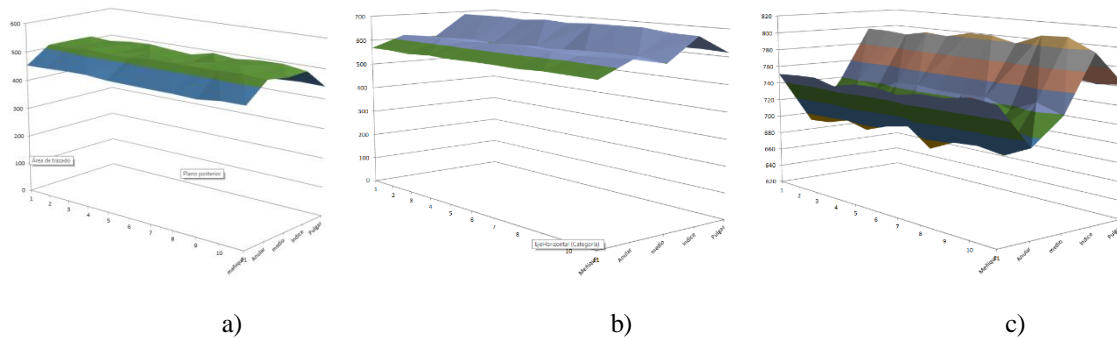 600
500
400
300
200
100
0
Área de trazado
Plano posterior
1 2 3 4 5 6 7 8 9 10 11
meñique Anular medio Indice Pulgar
a)
700
600
500
400
300
200
100
0
EjeHorizontal (Categoría)
1 2 3 4 5 6 7 8 10 11
Meñique Anular medio Indice Pulgar
b)
820
800
780
760
740
720
700
680
660
640
620
1 2 3 4 5 6 7 8 9 10 11
Meñique Anular medio Indice Pulgar
c)